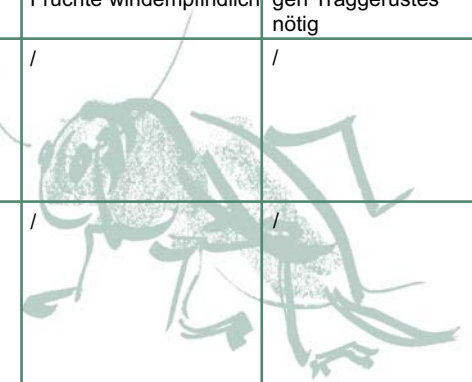 Früchte windempfindlich gen Traggerüstes
nötig
/ /
/ /